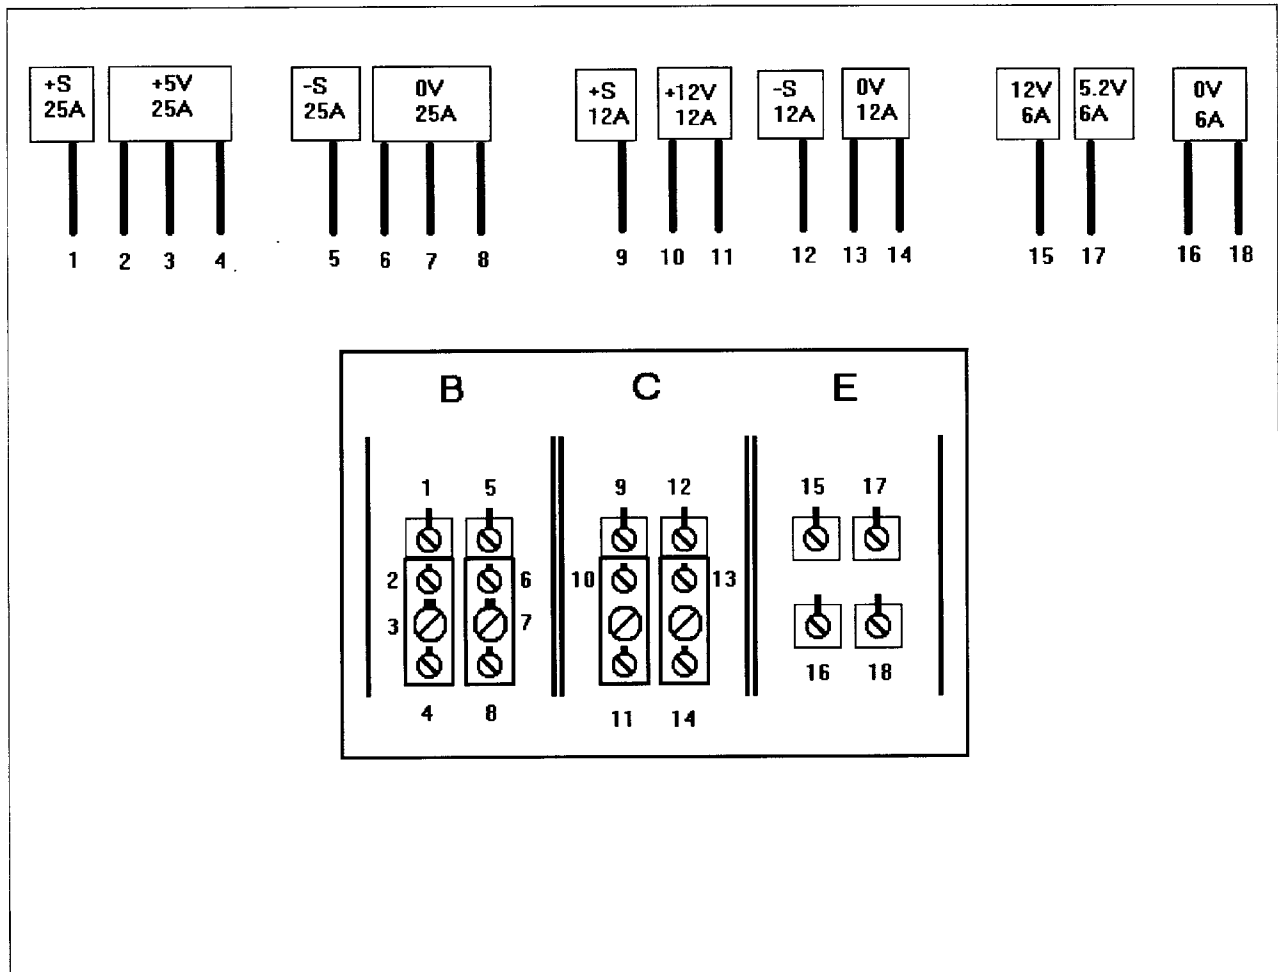 +S +5V -S 0V +S +12V -S 0V 12V 5.2V 0V
25A 25A 25A 25A 12A 12A 12A 12A 6A 6A 6A
1 2 3 4 5 6 7 8 9 10 11 12 13 14 15 17 16 18
B C E
1 5 9 12 15 17
2 6 10 13
3 7
16 18
4 8 11 14